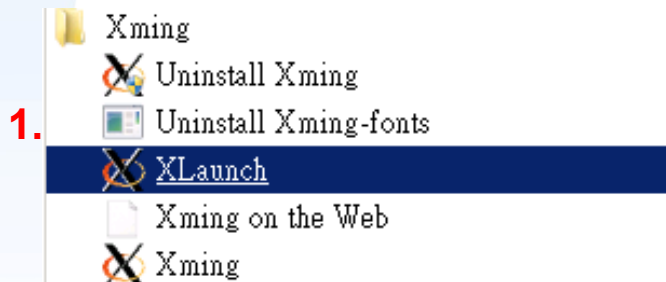 Xming
Uninstall Xming
1.
Uninstall Xming-fonts
XLaunch
Xming on the Web
Xming